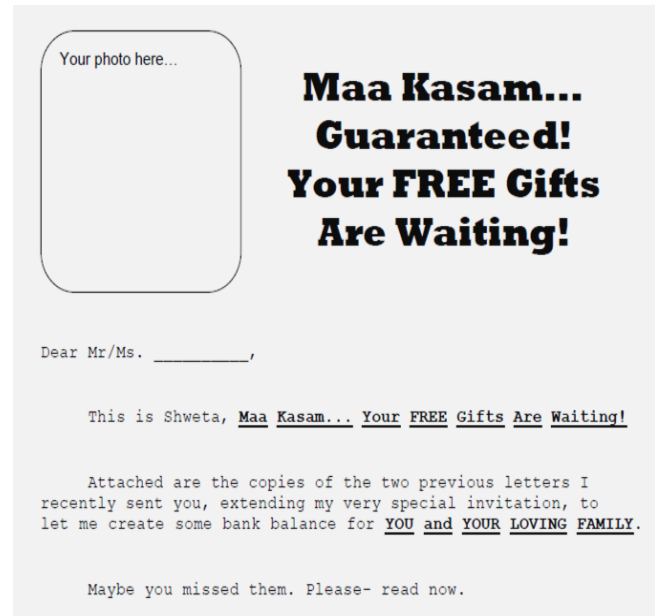 Your photo here...
Maa Kasam...
Guaranteed!
Your FREE Gifts
Are Waiting!
Dear Mr/Ms. __________,
This is Shweta, Maa Kasam... Your FREE Gifts Are Waiting!
Attached are the copies of the two previous letters I
recently sent you, extending my very special invitation, to
let me create some bank balance for YOU and YOUR LOVING FAMILY.
Maybe you missed them. Please- read now.